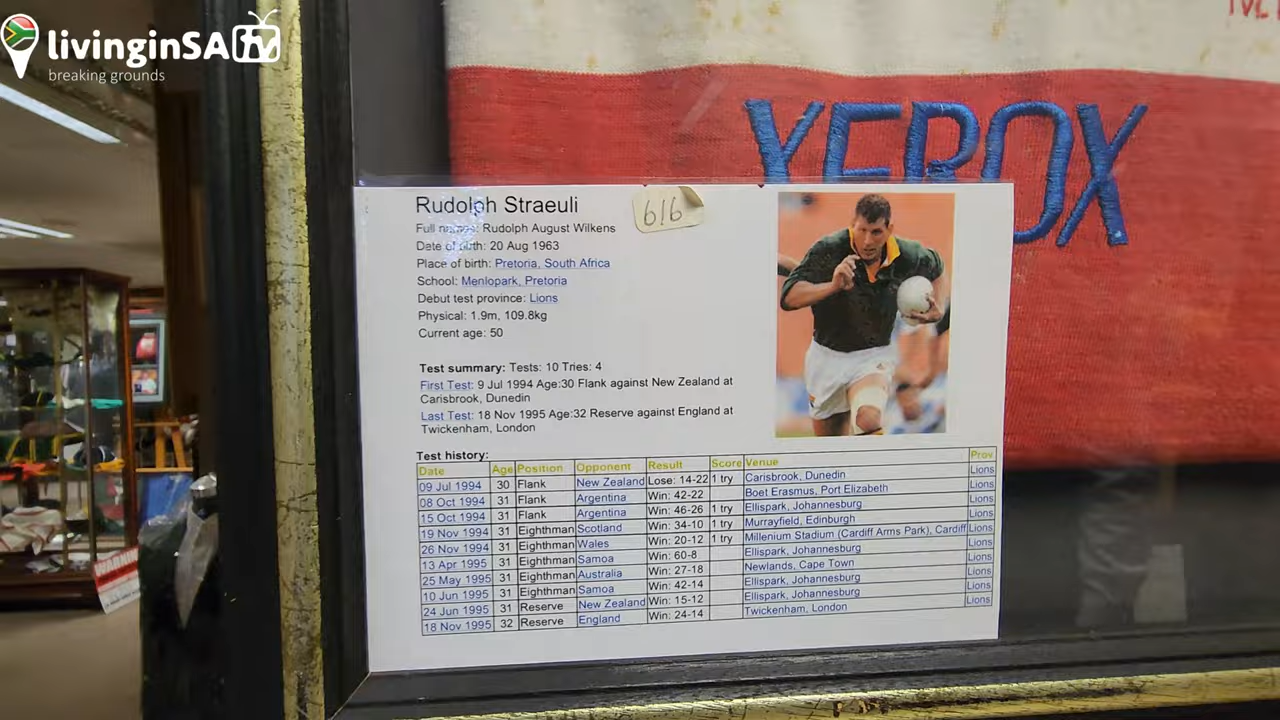 livinginSA tv
breaking grounds
XEROX
Rudolph Straeuli
616
Full names: Rudolph August Wilkens
Date of birth: 20 Aug 1963
Place of birth: Pretoria, South Africa
School: Menlopark, Pretoria
Debut test province: Lions
Physical: 1.9m, 109.8kg
Current age: 50
Test summary: Tests: 10 Tries: 4
First Test: 9 Jul 1994 Age:30 Flank against New Zealand at
Carisbrook, Dunedin
Last Test: 18 Nov 1995 Age:32 Reserve against England at
Twickenham, London
Test history:
Date Age Position Opponent Result Score Venue Prov
09 Jul 1994 30 Flank New Zealand Lose: 14-22 1 try Carisbrook, Dunedin Lions
08 Oct 1994 31 Flank Argentina Win: 42-22 Boet Erasmus, Port Elizabeth Lions
15 Oct 1994 31 Flank Argentina Win: 46-26 1 try Ellispark, Johannesburg Lions
19 Nov 1994 31 Eighthman Scotland Win: 34-10 1 try Murrayfield, Edinburgh Lions
26 Nov 1994 31 Eighthman Wales Win: 20-12 1 try Millenium Stadium (Cardiff Arms Park), Cardiff Lions
13 Apr 1995 31 Eighthman Samoa Win: 60-8 Ellispark, Johannesburg Lions
25 May 1995 31 Eighthman Australia Win: 27-18 Newlands, Cape Town Lions
10 Jun 1995 31 Eighthman Samoa Win: 42-14 Ellispark, Johannesburg Lions
24 Jun 1995 31 Reserve New Zealand Win: 15-12 Ellispark, Johannesburg Lions
18 Nov 1995 32 Reserve England Win: 24-14 Twickenham, London Lions